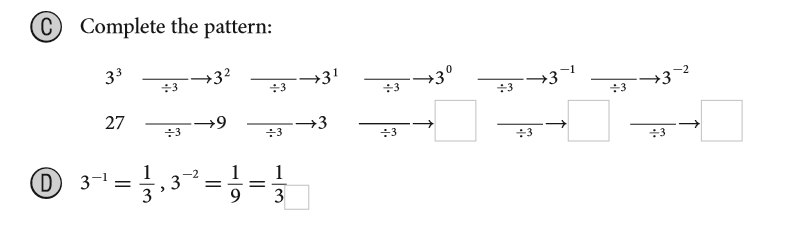 C Complete the pattern:
3³ ÷3 → 3² ÷3 → 3¹ ÷3 → 3⁰ ÷3 → 3⁻¹ ÷3 → 3⁻²
27 ÷3 → 9 ÷3 → 3 ÷3 → □ ÷3 → □ ÷3 → □
D 3⁻¹ = 1/3 , 3⁻² = 1/9 = 1/3□